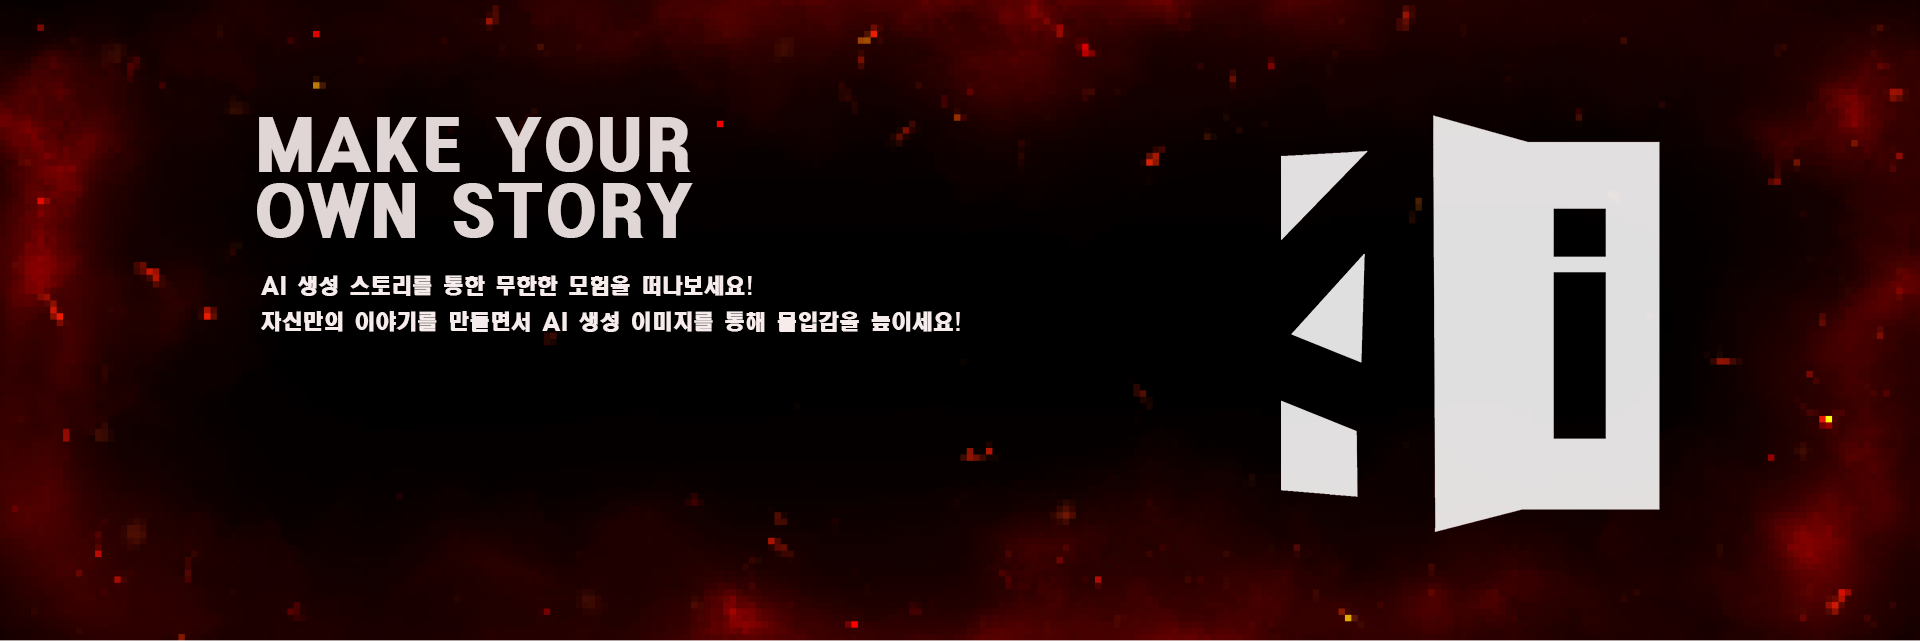 MAKE YOUR
OWN STORY
AI 생성 스토리를 통한 무한한 모험을 떠나보세요!
자신만의 이야기를 만들면서 AI 생성 이미지를 통해 몰입감을 높이세요!
i